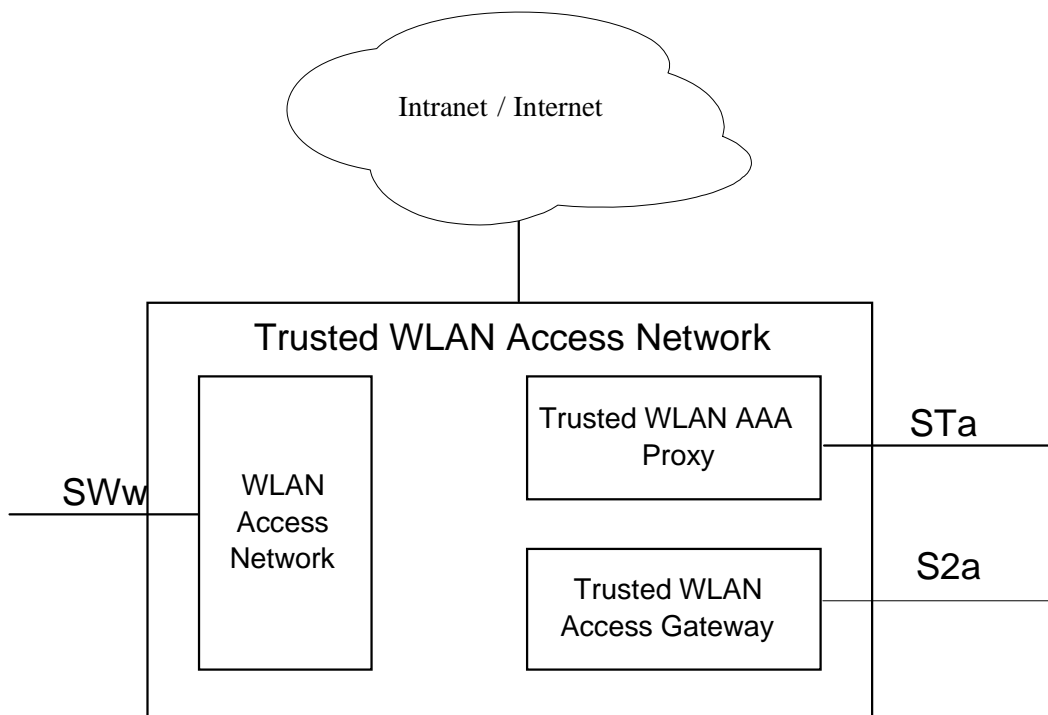 Intranet / Internet
Trusted WLAN Access Network
Trusted WLAN AAA
Proxy
STa
SWw
WLAN
Access
Network
S2a
Trusted WLAN
Access Gateway